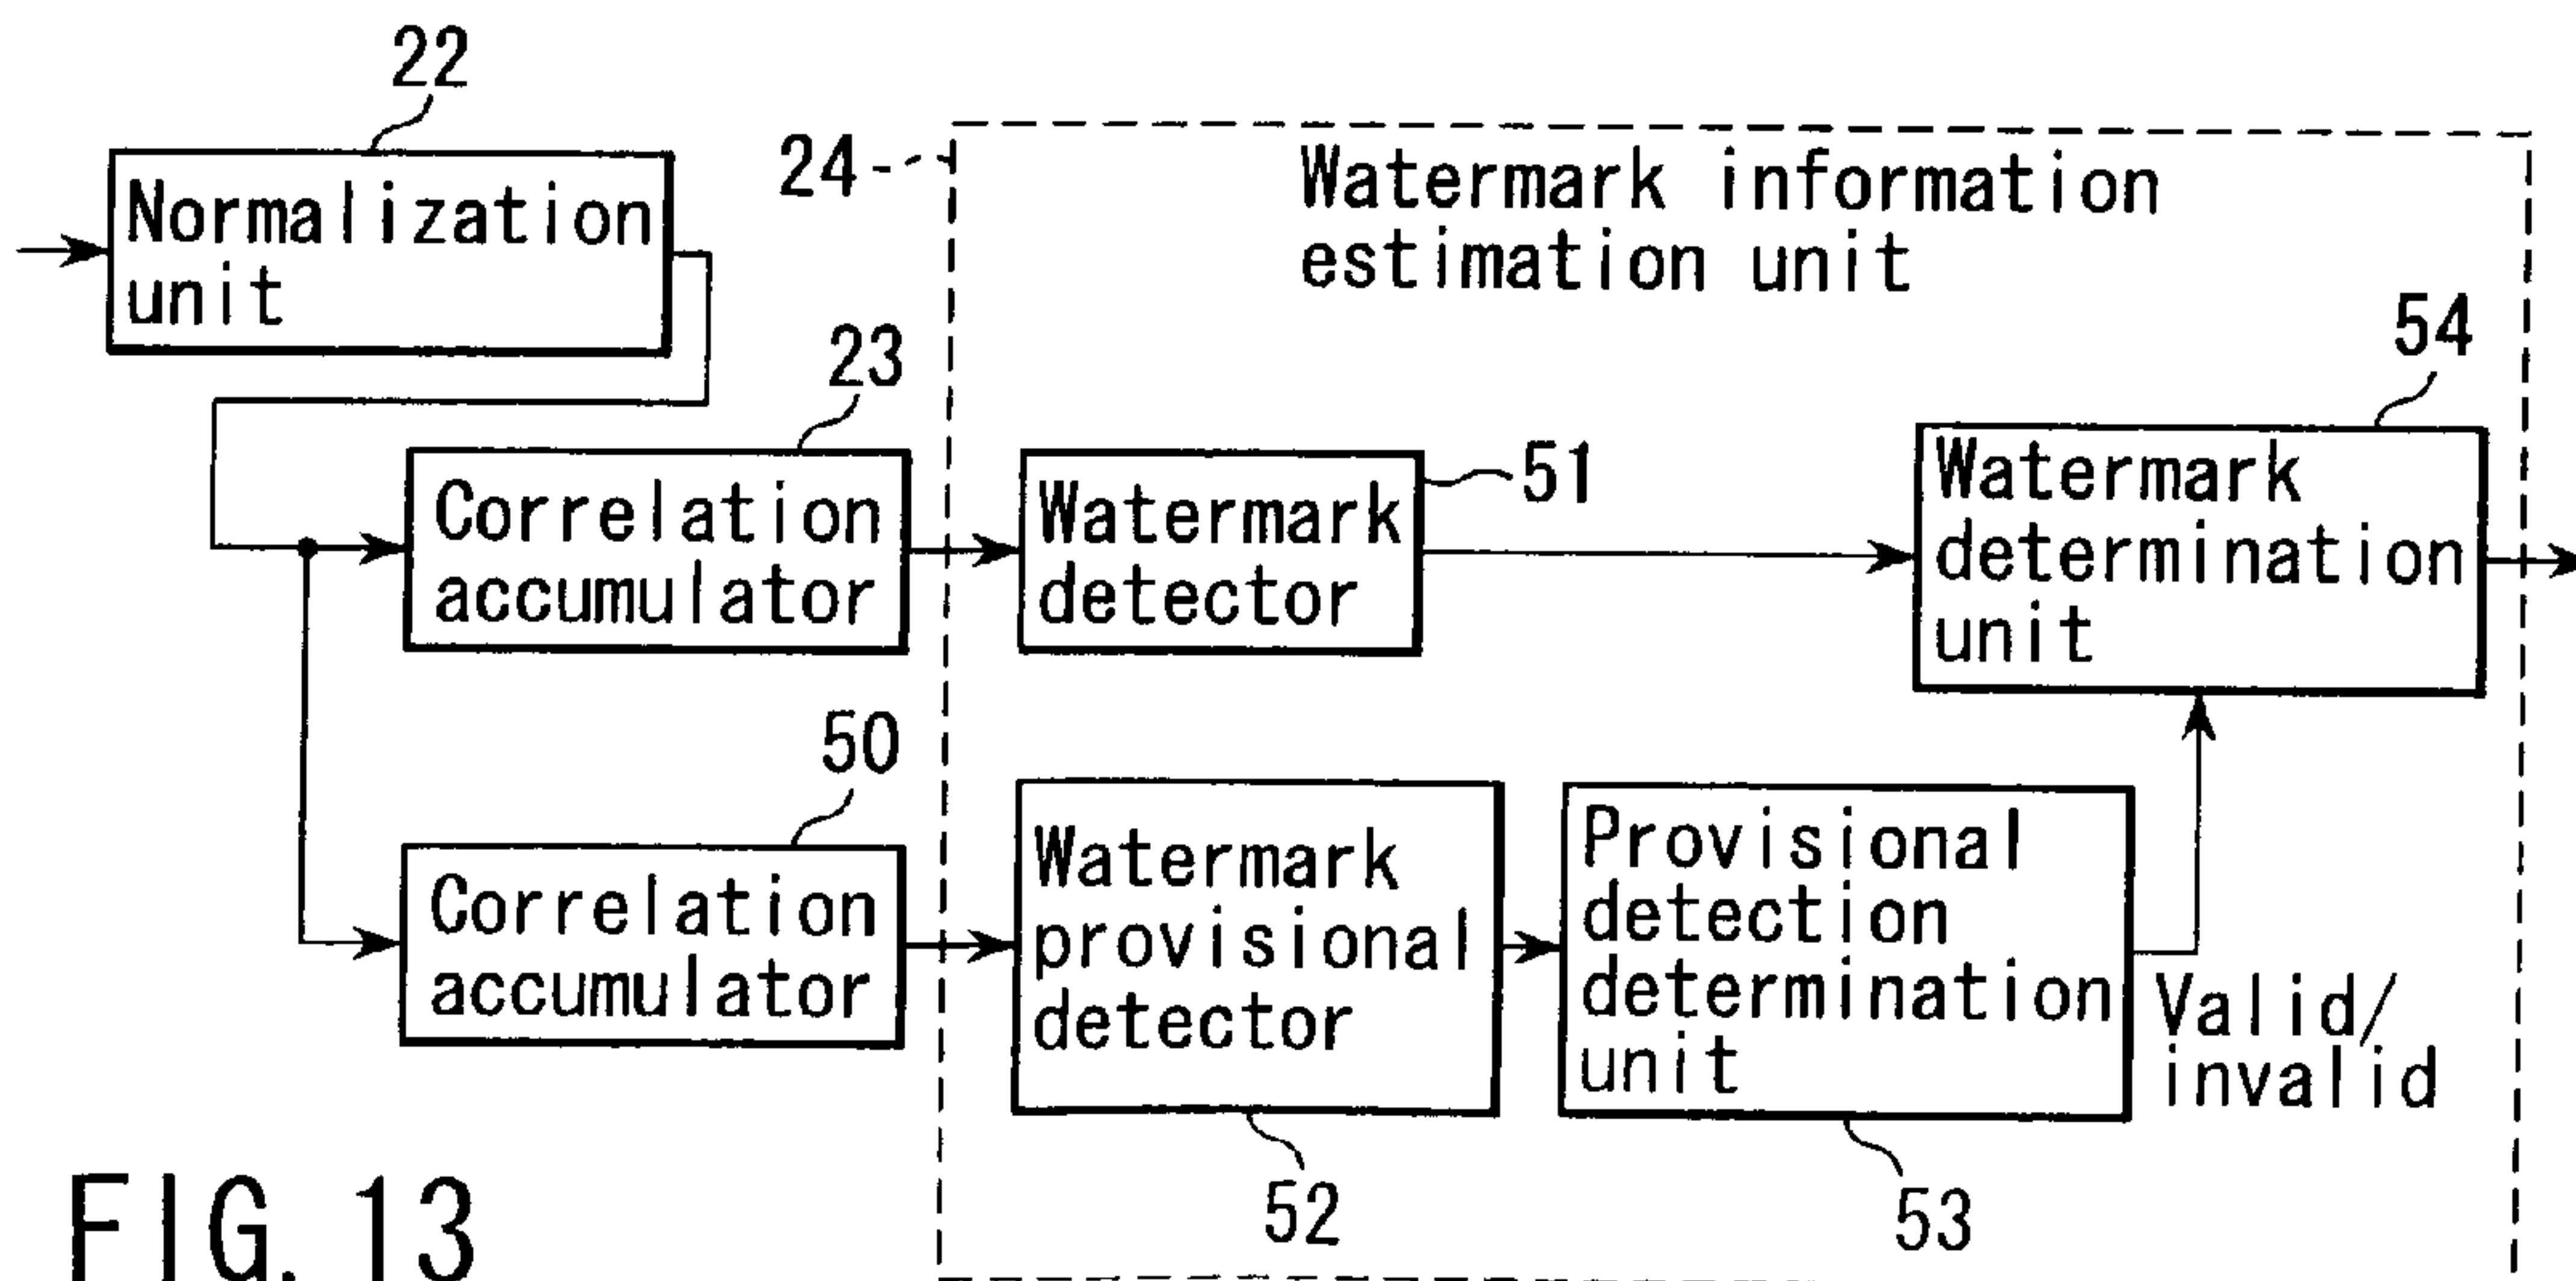 22
Normalization
unit
24
Watermark information
estimation unit
23
Correlation
accumulator
51
Watermark
detector
54
Watermark
determination
unit
50
Correlation
accumulator
Watermark
provisional
detector
52
Provisional
detection
determination
unit
53
Valid/
invalid
FIG. 13